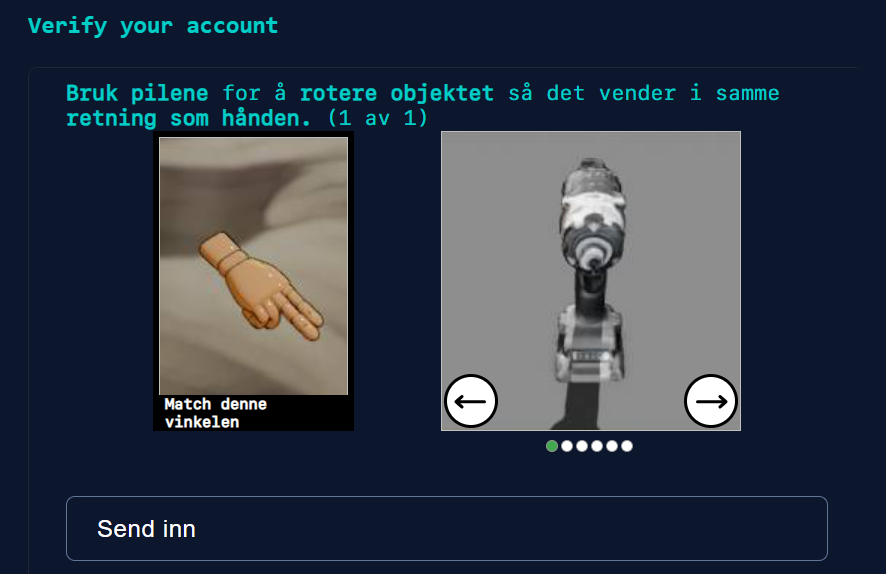 Verify your account
Bruk pilene for å rotere objektet så det vender i samme
retning som hånden. (1 av 1)
Match denne
vinkelen
Send inn